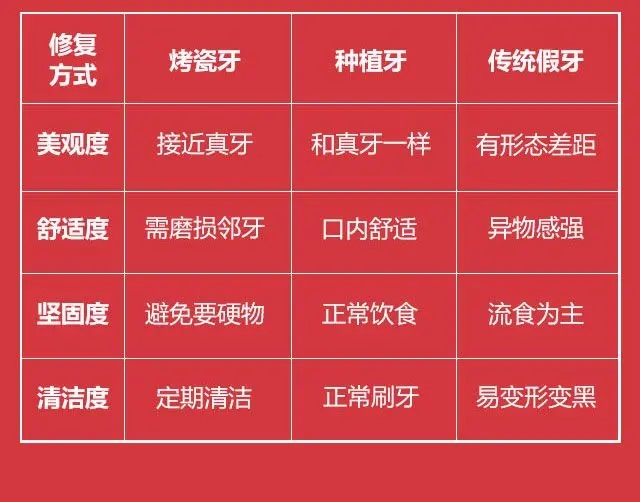 修复
方式
烤瓷牙
种植牙
传统假牙
美观度
接近真牙
和真牙一样
有形态差距
舒适度
需磨损邻牙
口内舒适
异物感强
坚固度
避免要硬物
正常饮食
流食为主
清洁度
定期清洁
正常刷牙
易变形变黑